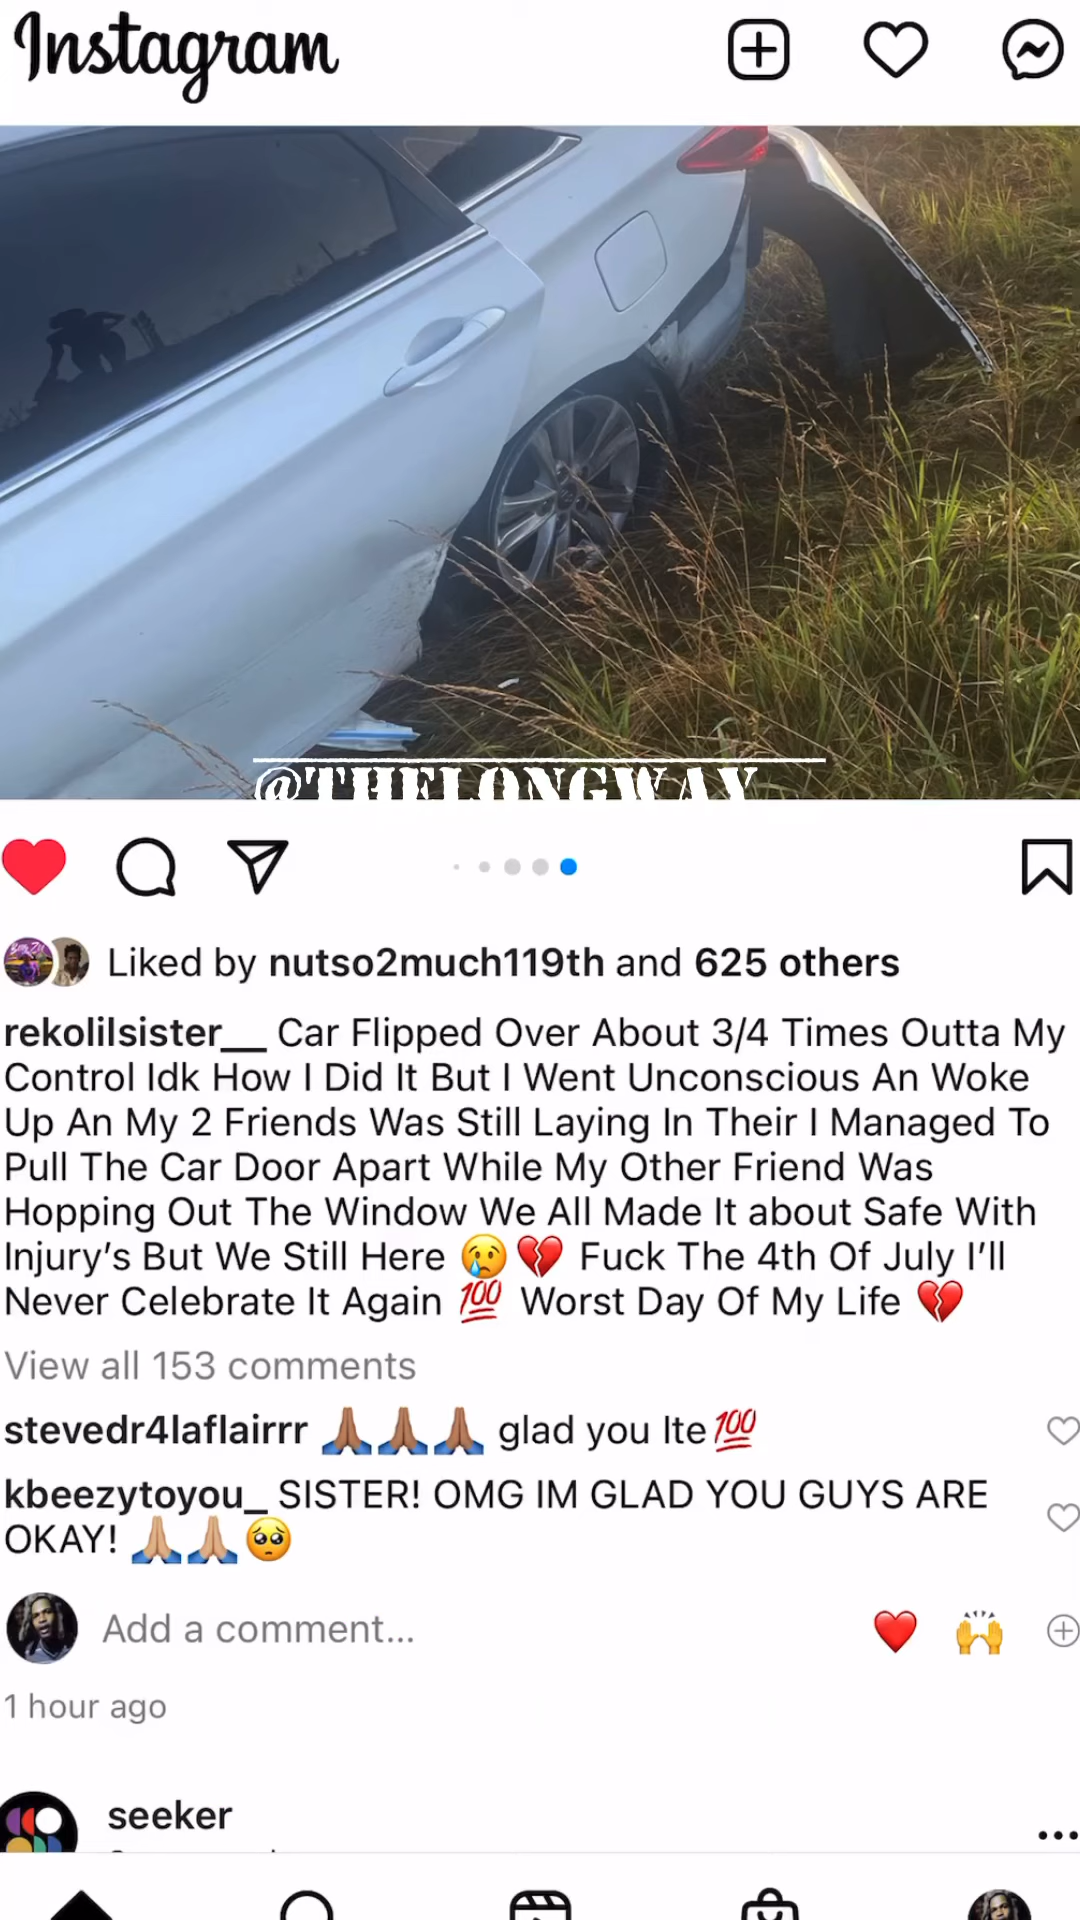 Instagram
@THELONGWAY
Liked by nutso2much119th and 625 others
rekolilsister__ Car Flipped Over About 3/4 Times Outta My
Control Idk How I Did It But I Went Unconscious An Woke
Up An My 2 Friends Was Still Laying In Their I Managed To
Pull The Car Door Apart While My Other Friend Was
Hopping Out The Window We All Made It about Safe With
Injury’s But We Still Here 😢💔 Fuck The 4th Of July I’ll
Never Celebrate It Again 💯 Worst Day Of My Life 💔
View all 153 comments
stevedr4laflairrr 🙏🏾🙏🏾🙏🏾 glad you Ite💯
kbeezytoyou_ SISTER! OMG IM GLAD YOU GUYS ARE
OKAY! 🙏🏼🙏🏼🥺
Add a comment...
1 hour ago
seeker